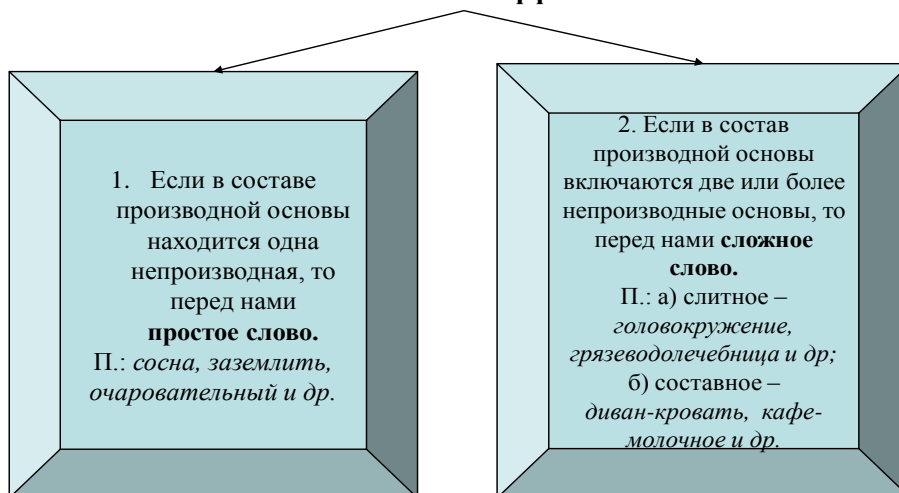 1. Если в составе
производной основы
находится одна
непроизводная, то
перед нами
простое слово.
П.: сосна, заземлить,
очаровательный и др.
2. Если в состав
производной основы
включаются две или более
непроизводные основы, то
перед нами сложное
слово.
П.: а) слитное –
головокружение,
грязеводолечебница и др;
б) составное –
диван-кровать, кафе-
молочное и др.